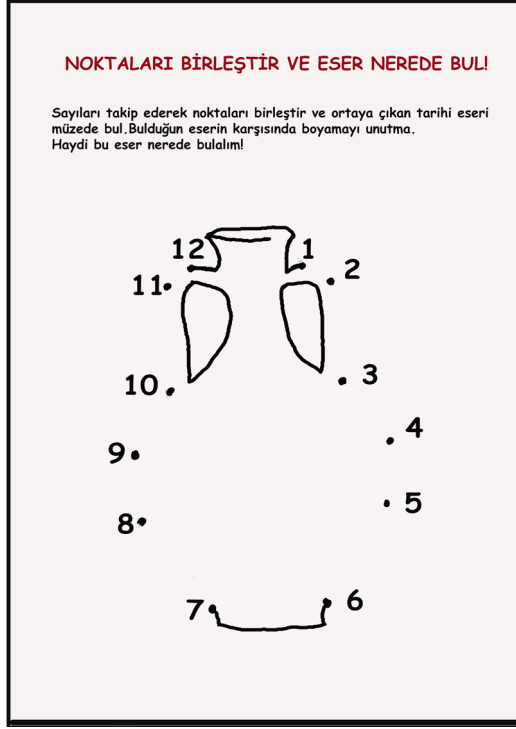 NOKTALARI BİRLEŞTİR VE ESER NEREDE BUL!
Sayıları takip ederek noktaları birleştir ve ortaya çıkan tarihi eseri
müzede bul.Bulduğun eserin karşısında boyamayı unutma.
Haydi bu eser nerede bulalım!
12 1
2
11
3
10
4
9
5
8
6
7